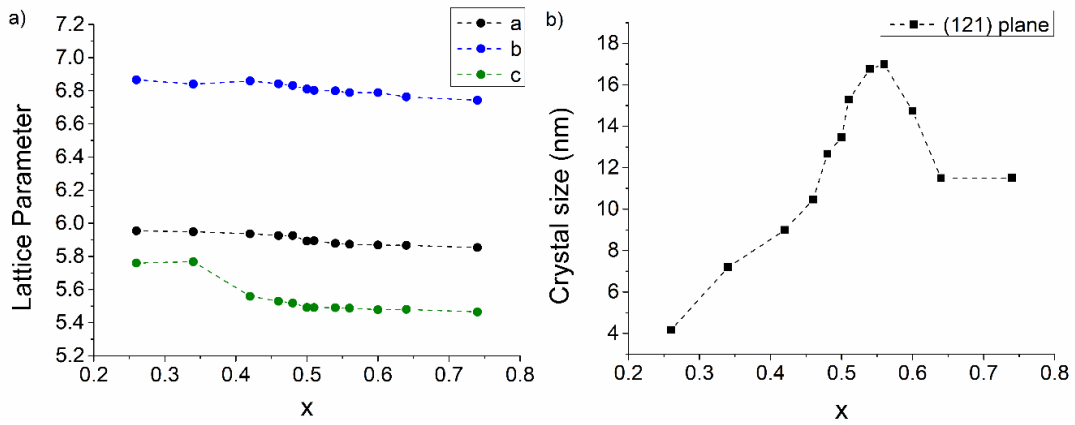 a)
7.2
7.0
6.8
6.6
6.4
6.2
6.0
5.8
5.6
5.4
5.2
Lattice Parameter
0.2 0.3 0.4 0.5 0.6 0.7 0.8
x
a
b
c
b)
18
16
14
12
10
8
6
4
Crystal size (nm)
0.2 0.3 0.4 0.5 0.6 0.7 0.8
x
(121) plane